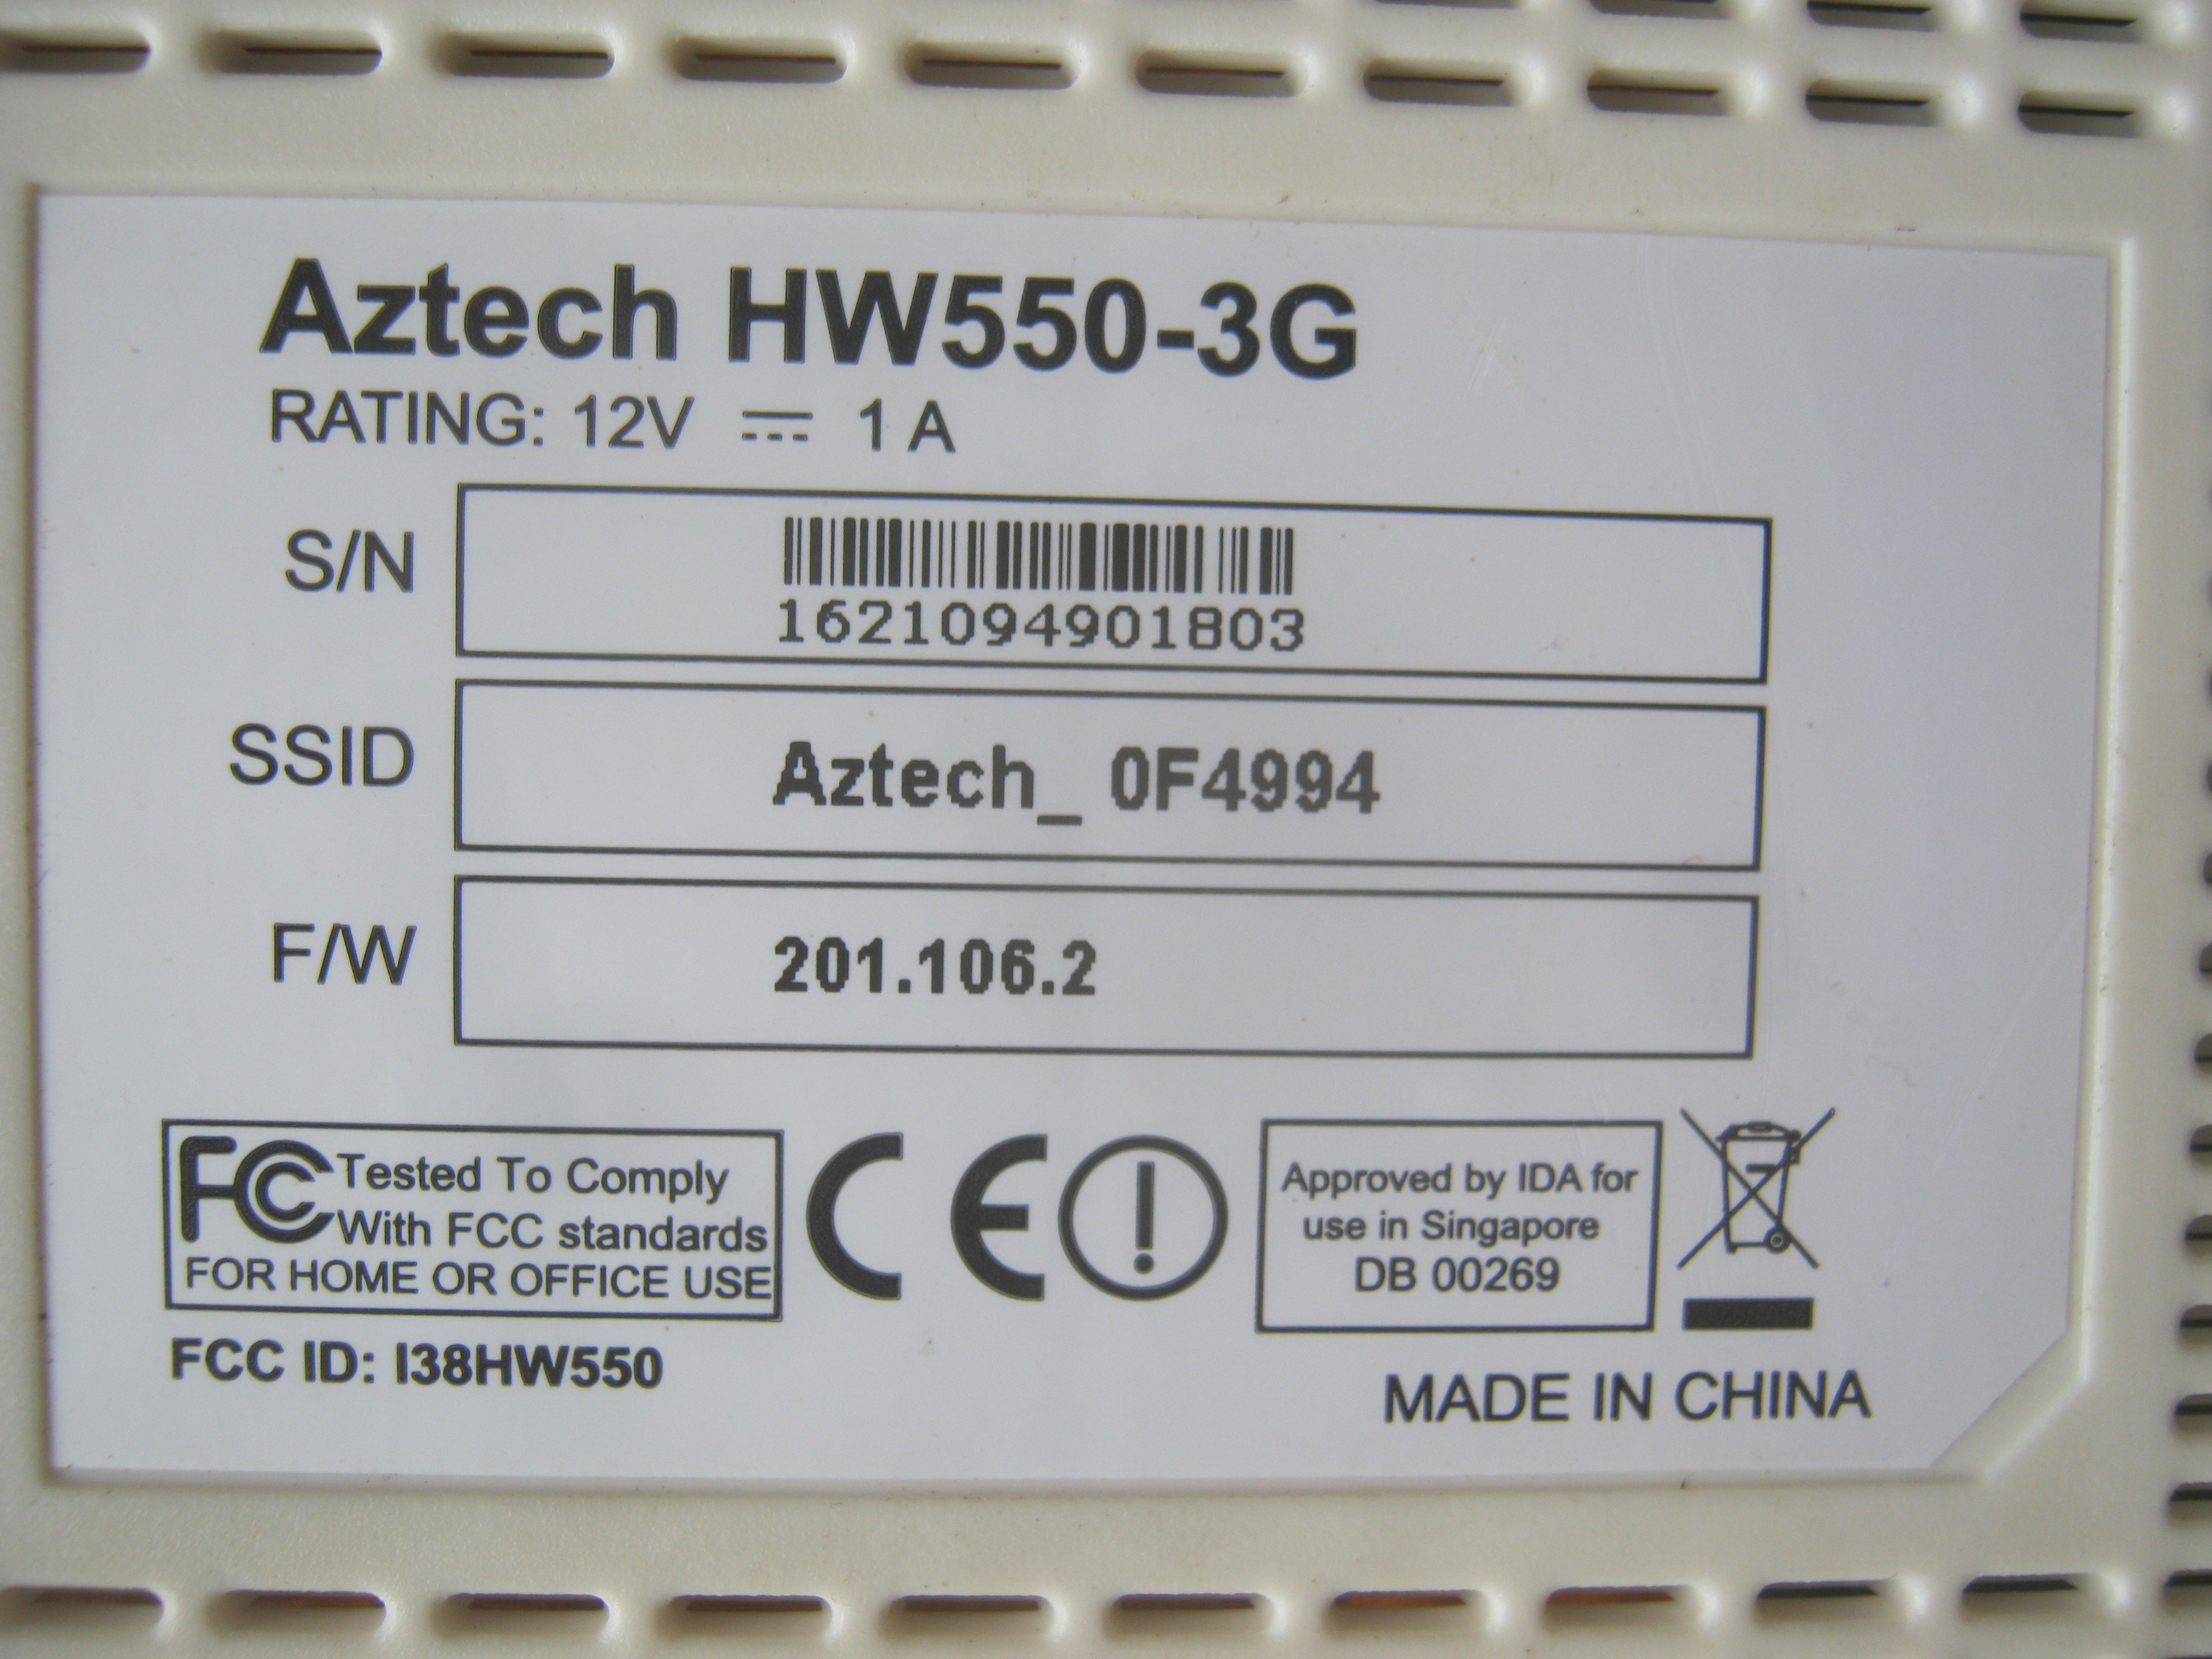 Aztech HW550-3G
RATING: 12V ⎓ 1 A
S/N
1621094901803
SSID
Aztech_ 0F4994
F/W
201.106.2
FC Tested To Comply
With FCC standards
FOR HOME OR OFFICE USE
CE
Approved by IDA for
use in Singapore
DB 00269
FCC ID: I38HW550
MADE IN CHINA